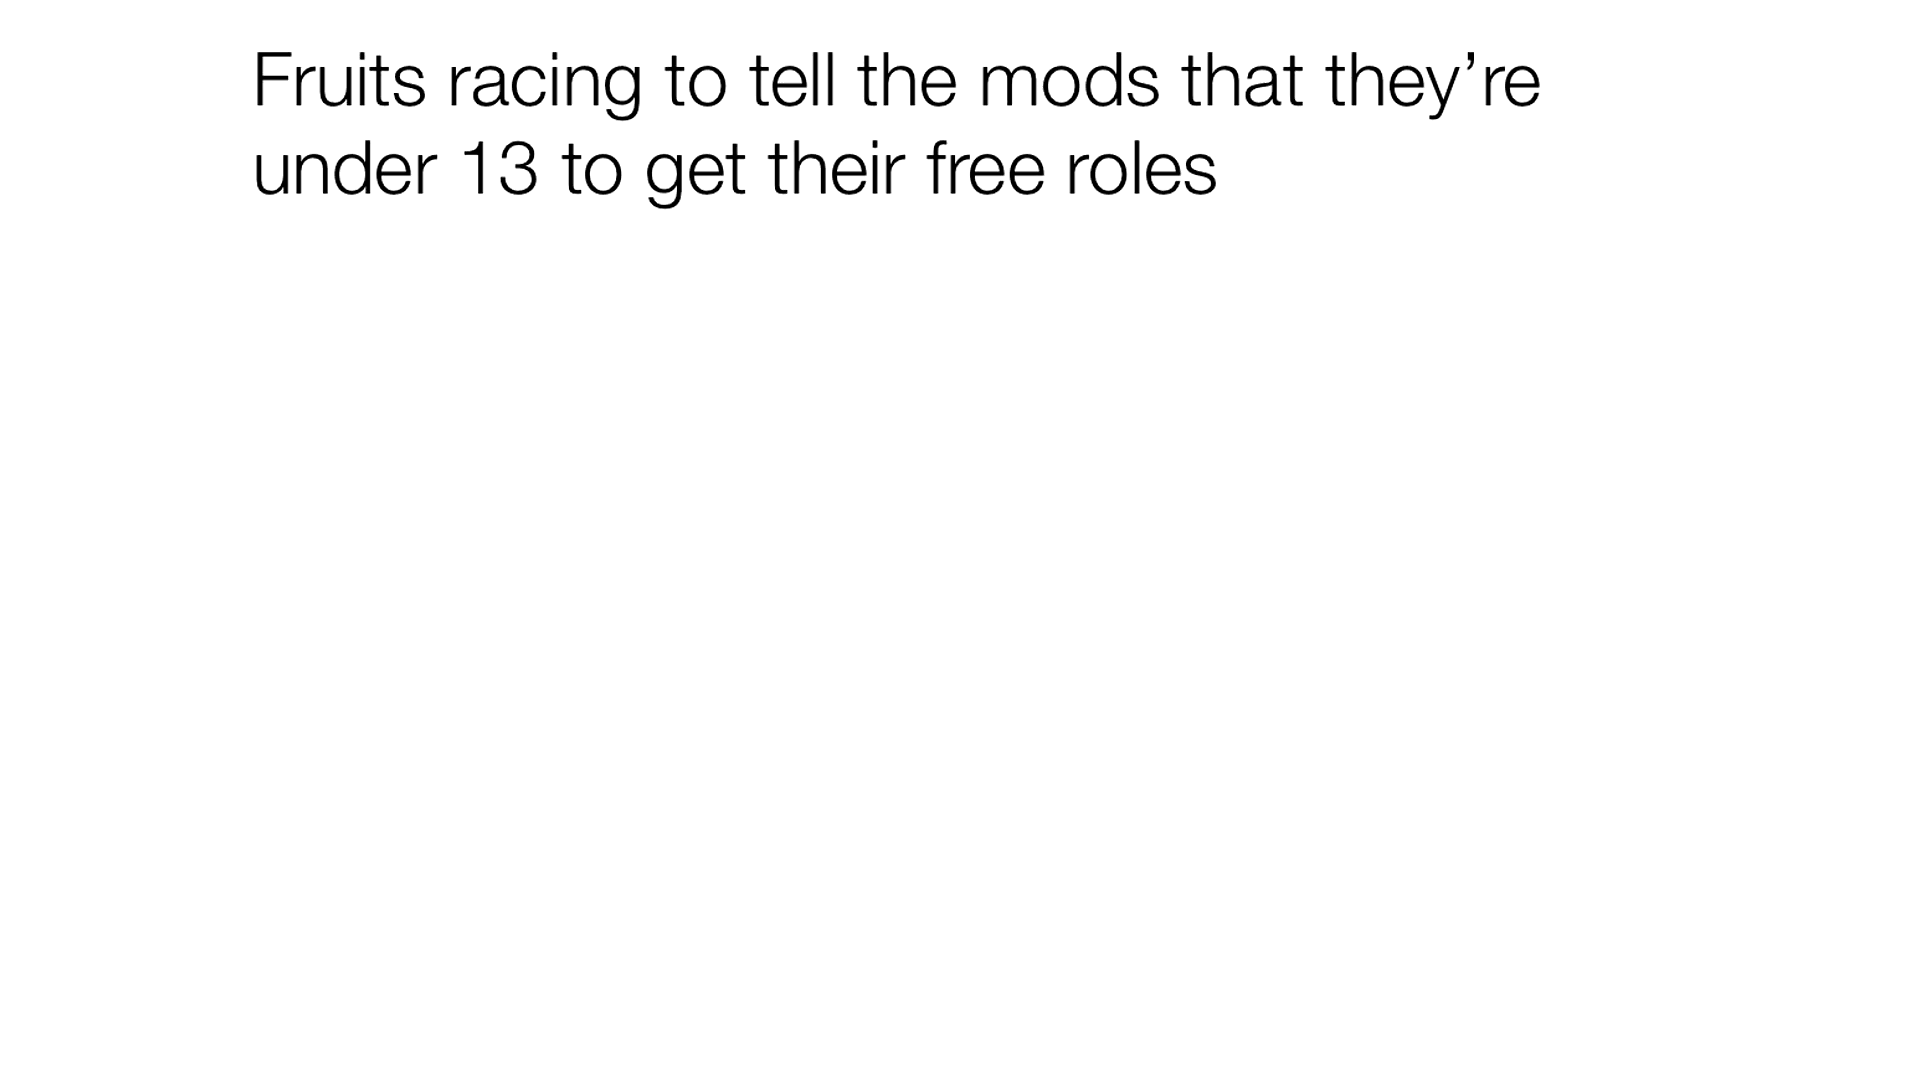 Fruits racing to tell the mods that they’re
under 13 to get their free roles